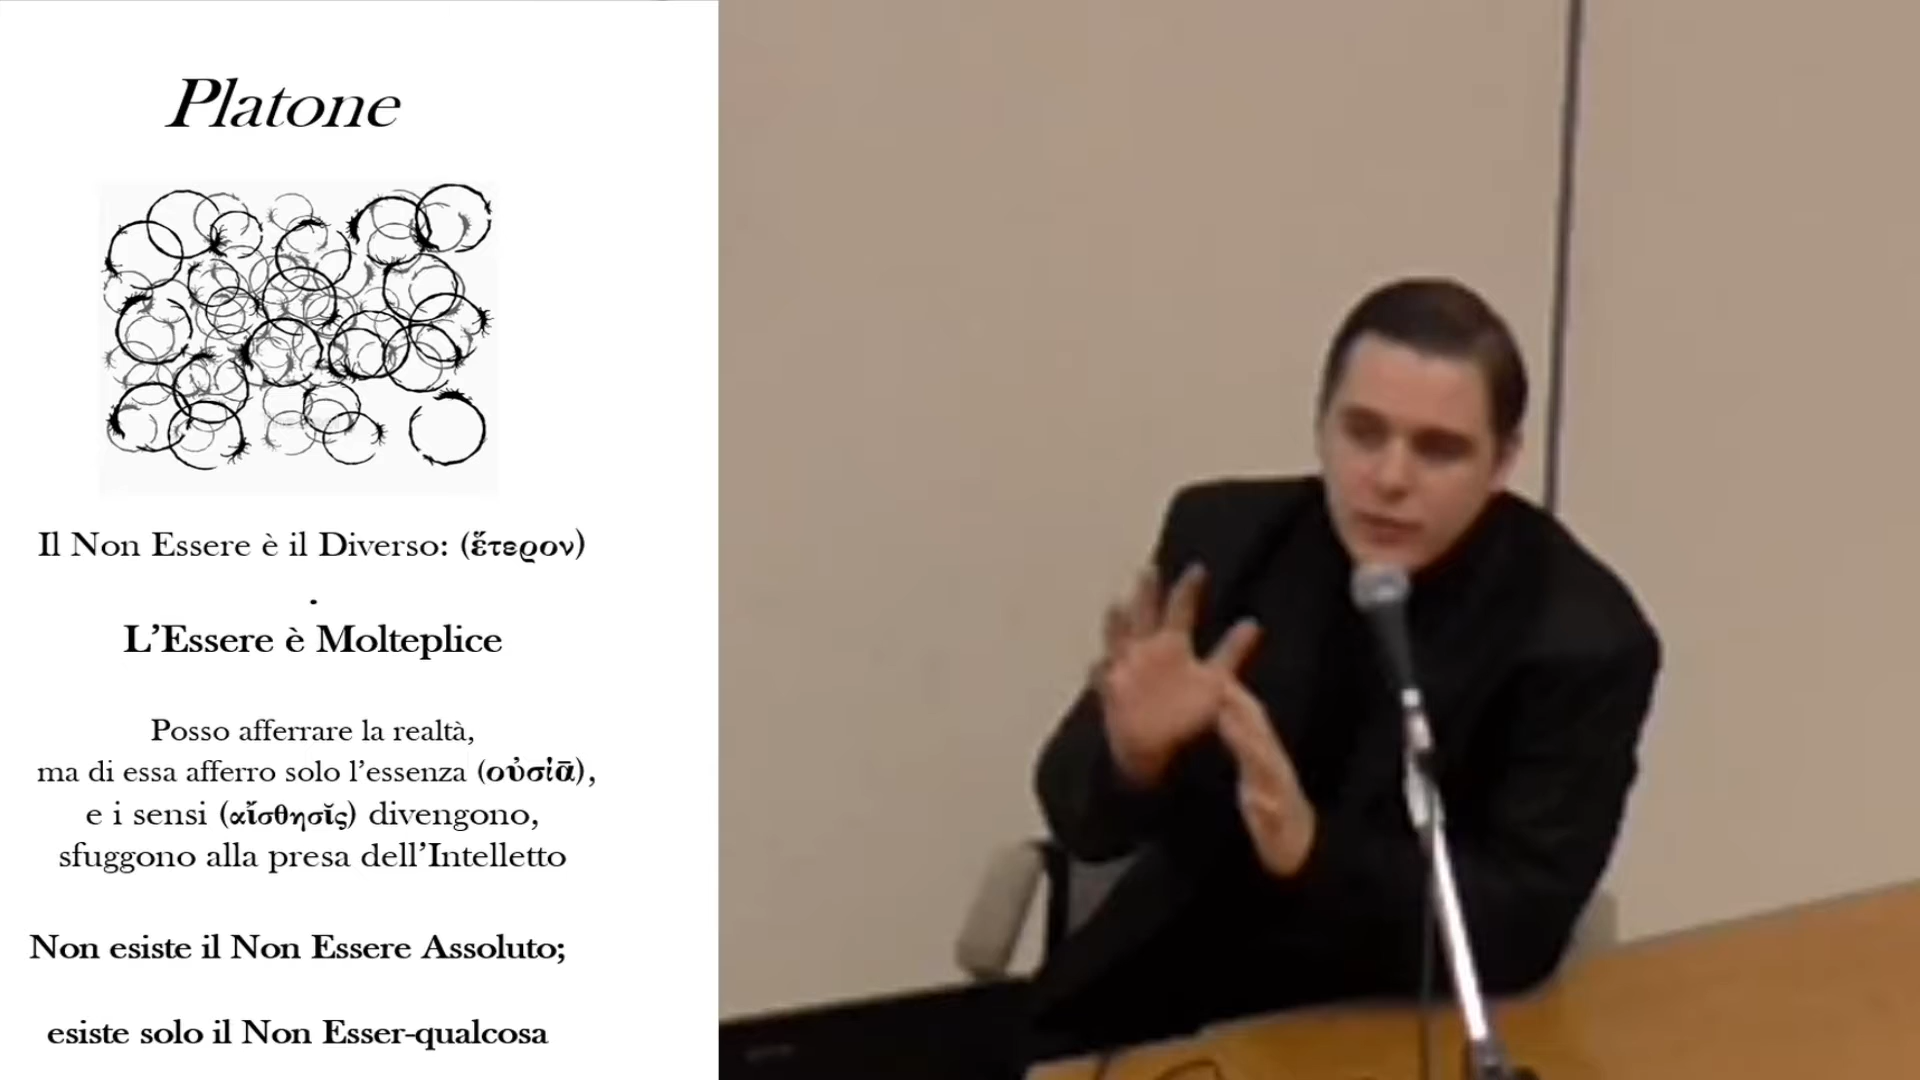 Platone
Il Non Essere è il Diverso: (ἕτερον)
.
L’Essere è Molteplice
Posso afferrare la realtà,
ma di essa afferro solo l’essenza (οὐσίᾱ),
e i sensi (αἴσθησῐς) divengono,
sfuggono alla presa dell’Intelletto
Non esiste il Non Essere Assoluto;
esiste solo il Non Esser-qualcosa